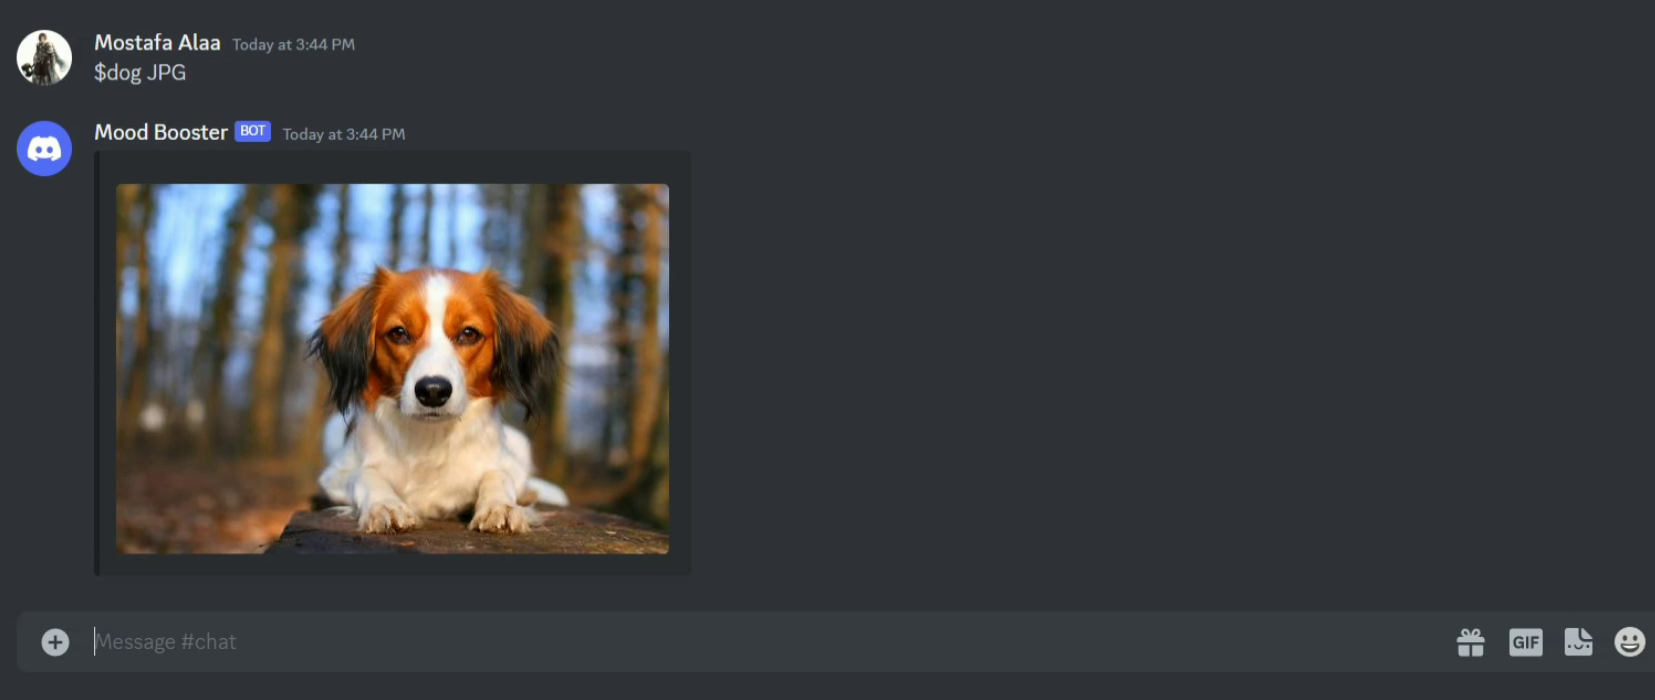 Mostafa Alaa Today at 3:44 PM
$dog JPG
Mood Booster BOT Today at 3:44 PM
Message #chat
GIF